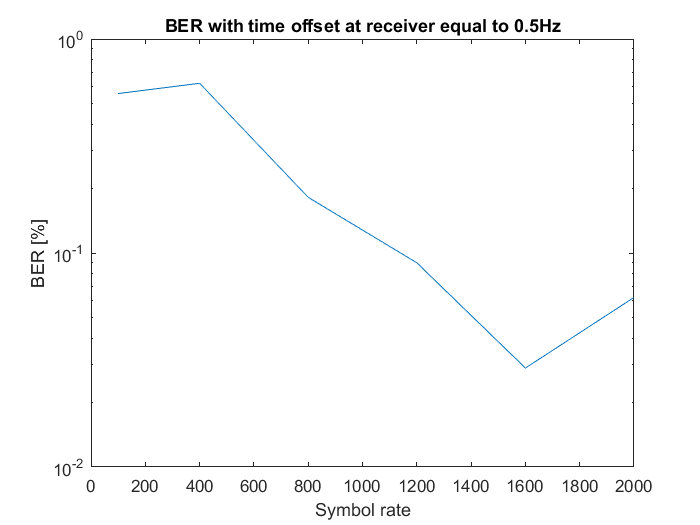 BER with time offset at receiver equal to 0.5Hz
10^0
10^-1
10^-2
BER [%]
0 200 400 600 800 1000 1200 1400 1600 1800 2000
Symbol rate